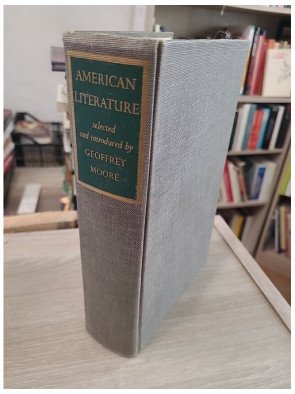 AMERICAN
LITERATURE
selected
and introduced by
GEOFFREY
MOORE